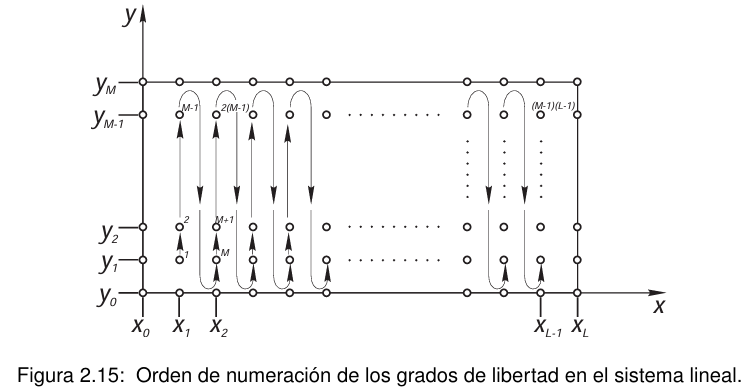 y
y_M
y_{M-1}
M-1
2(M-1)
(M-1)(L-1)
y_2
2
M+1
y_1
1
M
y_0
x
x_0
x_1
x_2
x_{L-1}
x_L
Figura 2.15: Orden de numeración de los grados de libertad en el sistema lineal.